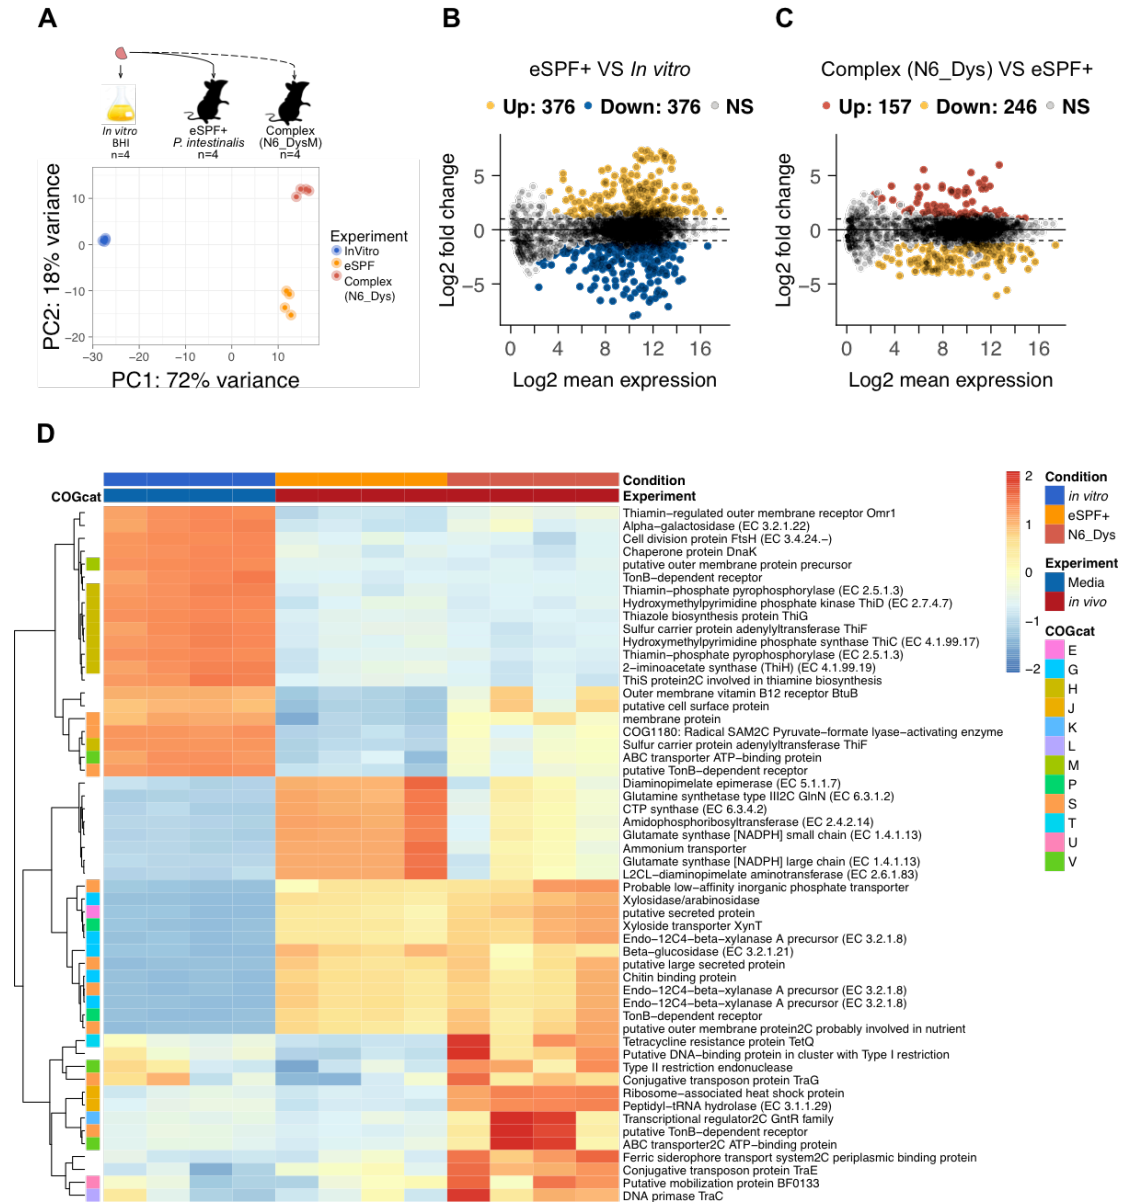 A
In vitro
BHI
n=4
eSPF+
P. intestinalis
n=4
Complex
(N6_DysM)
n=4
PC2: 18% variance
10
0
−10
−20
−30
−20
−10
0
10
PC1: 72% variance
Experiment
InVitro
eSPF
Complex
(N6_Dys)
B
eSPF+ VS In vitro
Up: 376 Down: 376 NS
Log2 fold change
5
0
−5
0 4 8 12 16
Log2 mean expression
C
Complex (N6_Dys) VS eSPF+
Up: 157 Down: 246 NS
Log2 fold change
5
0
−5
0 4 8 12 16
Log2 mean expression
D
Condition
COGcat Experiment
Thiamin−regulated outer membrane receptor Omr1
Alpha−galactosidase (EC 3.2.1.22)
Cell division protein FtsH (EC 3.4.24.−)
Chaperone protein DnaK
putative outer membrane protein precursor
TonB−dependent receptor
Thiamin−phosphate pyrophosphorylase (EC 2.5.1.3)
Hydroxymethylpyrimidine phosphate kinase ThiD (EC 2.7.4.7)
Thiazole biosynthesis protein ThiG
Sulfur carrier protein adenylyltransferase ThiF
Hydroxymethylpyrimidine phosphate synthase ThiC (EC 4.1.99.17)
Thiamin−phosphate pyrophosphorylase (EC 2.5.1.3)
2−iminoacetate synthase (ThiH) (EC 4.1.99.19)
ThiS protein2C involved in thiamine biosynthesis
Outer membrane vitamin B12 receptor BtuB
putative cell surface protein
membrane protein
COG1180: Radical SAM2C Pyruvate−formate lyase−activating enzyme
Sulfur carrier protein adenylyltransferase ThiF
ABC transporter ATP−binding protein
putative TonB−dependent receptor
Diaminopimelate epimerase (EC 5.1.1.7)
Glutamine synthetase type III2C GlnN (EC 6.3.1.2)
CTP synthase (EC 6.3.4.2)
Amidophosphoribosyltransferase (EC 2.4.2.14)
Glutamate synthase [NADPH] small chain (EC 1.4.1.13)
Ammonium transporter
Glutamate synthase [NADPH] large chain (EC 1.4.1.13)
L2CL−diaminopimelate aminotransferase (EC 2.6.1.83)
Probable low−affinity inorganic phosphate transporter
Xylosidase/arabinosidase
putative secreted protein
Xyloside transporter XynT
Endo−12C4−beta−xylanase A precursor (EC 3.2.1.8)
Beta−glucosidase (EC 3.2.1.21)
putative large secreted protein
Chitin binding protein
Endo−12C4−beta−xylanase A precursor (EC 3.2.1.8)
Endo−12C4−beta−xylanase A precursor (EC 3.2.1.8)
TonB−dependent receptor
putative outer membrane protein2C probably involved in nutrient
Tetracycline resistance protein TetQ
Putative DNA−binding protein in cluster with Type I restriction
Type II restriction endonuclease
Conjugative transposon protein TraG
Ribosome−associated heat shock protein
Peptidyl−tRNA hydrolase (EC 3.1.1.29)
Transcriptional regulator2C GntR family
putative TonB−dependent receptor
ABC transporter2C ATP−binding protein
Ferric siderophore transport system2C periplasmic binding protein
Conjugative transposon protein TraE
Putative mobilization protein BF0133
DNA primase TraC
2
1
0
−1
−2
Condition
in vitro
eSPF+
N6_Dys
Experiment
Media
in vivo
COGcat
E
G
H
J
K
L
M
P
S
T
U
V